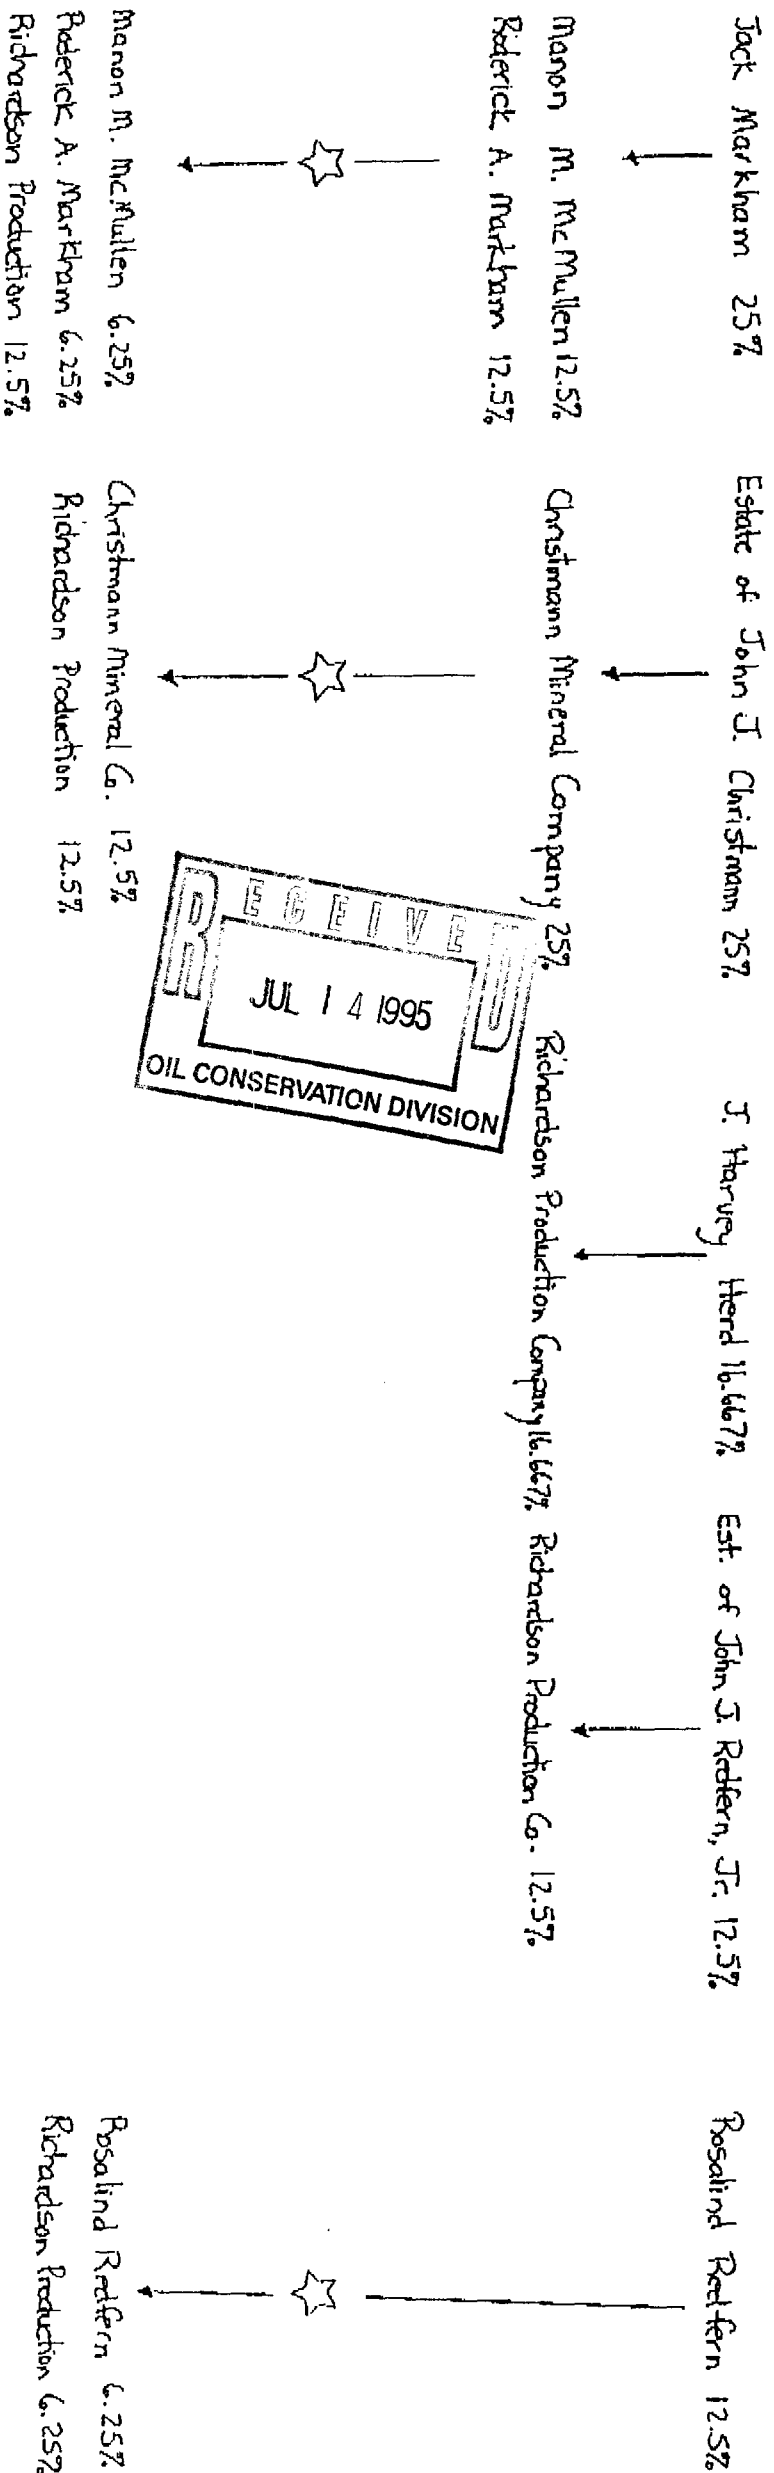 Jack Markham 25%
Estate of John J. Christmann 25%
J. Harvey Herd 16.667%
Est. of John J. Redfern, Jr. 12.5%
Rosalind Redfern 12.5%
Manon M. McMullen 12.5%
Roderick A. Markham 12.5%
Christmann Mineral Company 25%
Richardson Production Company 16.667%
Richardson Production Co. 12.5%
Manon M. McMullen 6.25%
Roderick A. Markham 6.25%
Richardson Production 12.5%
Christmann Mineral Co. 12.5%
Richardson Production 12.5%
Rosalind Redfern 6.25%
Richardson Production 6.25%
RECEIVED
JUL 14 1995
OIL CONSERVATION DIVISION